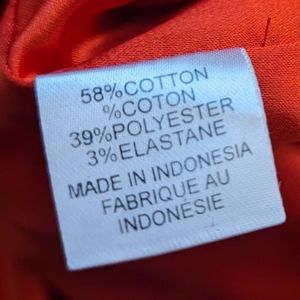 58%COTTON
%COTON
39%POLYESTER
3%ELASTANE
MADE IN INDONESIA
FABRIQUE AU
INDONÉSIE